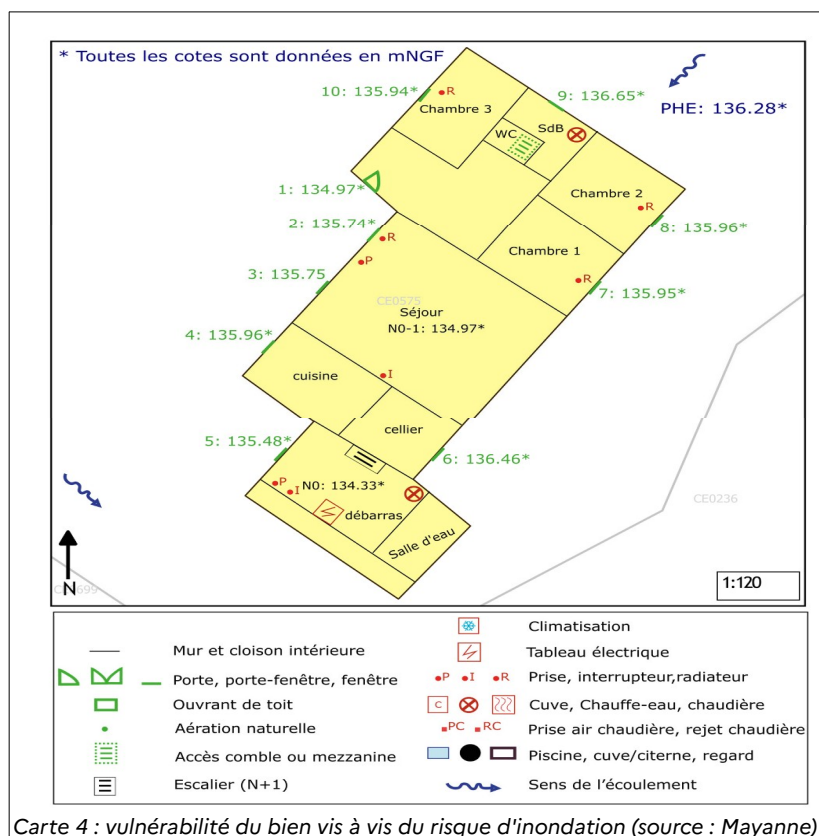 * Toutes les cotes sont données en mNGF
10: 135.94*
R
Chambre 3
9: 136.65*
PHE: 136.28*
WC
SdB
1: 134.97*
Chambre 2
R
8: 135.96*
2: 135.74*
R
P
Chambre 1
R
7: 135.95*
3: 135.75
CE0575
Séjour
N0-1: 134.97*
4: 135.96*
cuisine
I
cellier
5: 135.48*
6: 136.46*
N0: 134.33*
P
I
débarras
Salle d'eau
CE0236
N
1:120
Mur et cloison intérieure
Porte, porte-fenêtre, fenêtre
Ouvrant de toit
Aération naturelle
Accès comble ou mezzanine
Escalier (N+1)
Climatisation
Tableau électrique
P I R Prise, interrupteur,radiateur
C Cuve, Chauffe-eau, chaudière
PC RC Prise air chaudière, rejet chaudière
Piscine, cuve/citerne, regard
Sens de l'écoulement
Carte 4 : vulnérabilité du bien vis à vis du risque d'inondation (source : Mayanne)